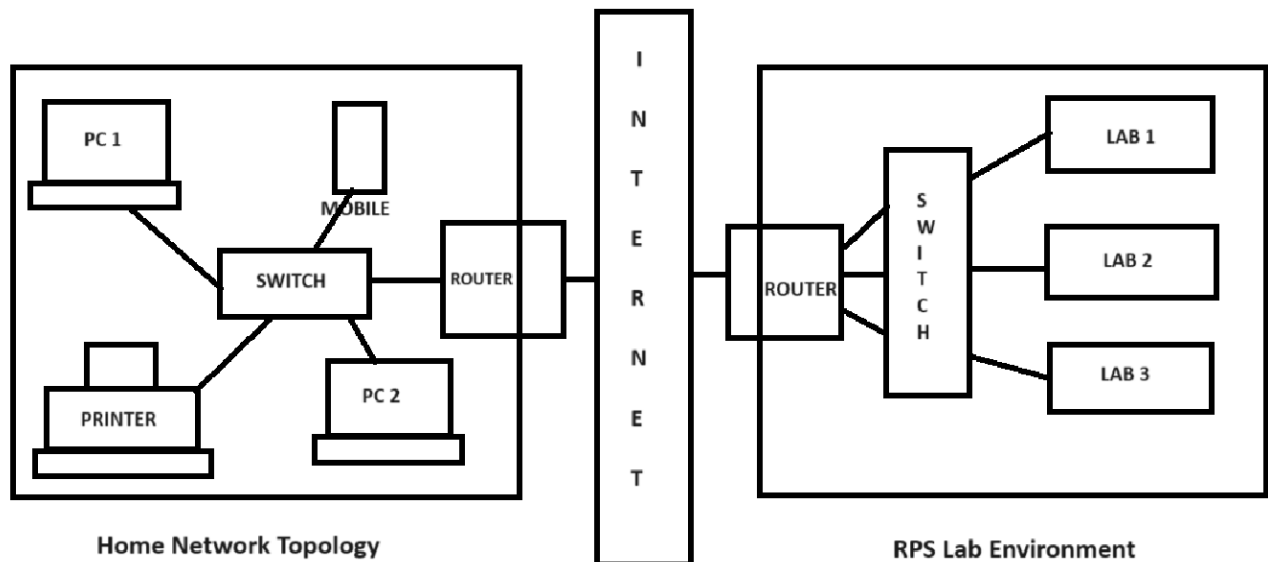 PC 1
MOBILE
SWITCH
ROUTER
PRINTER
PC 2
Home Network Topology
I
N
T
E
R
N
E
T
ROUTER
S
W
I
T
C
H
LAB 1
LAB 2
LAB 3
RPS Lab Environment